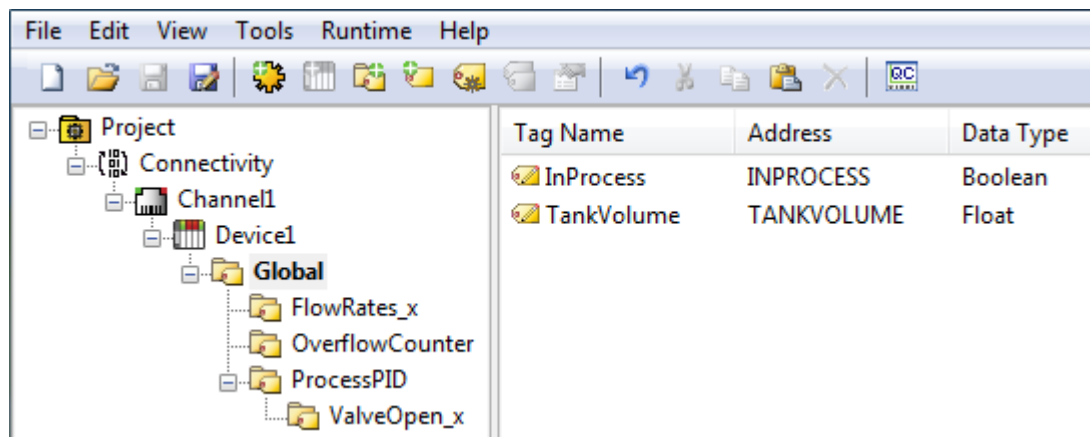 File Edit View Tools Runtime Help
QC
Project
Connectivity
Channel1
Device1
Global
FlowRates_x
OverflowCounter
ProcessPID
ValveOpen_x
Tag Name Address Data Type
InProcess INPROCESS Boolean
TankVolume TANKVOLUME Float